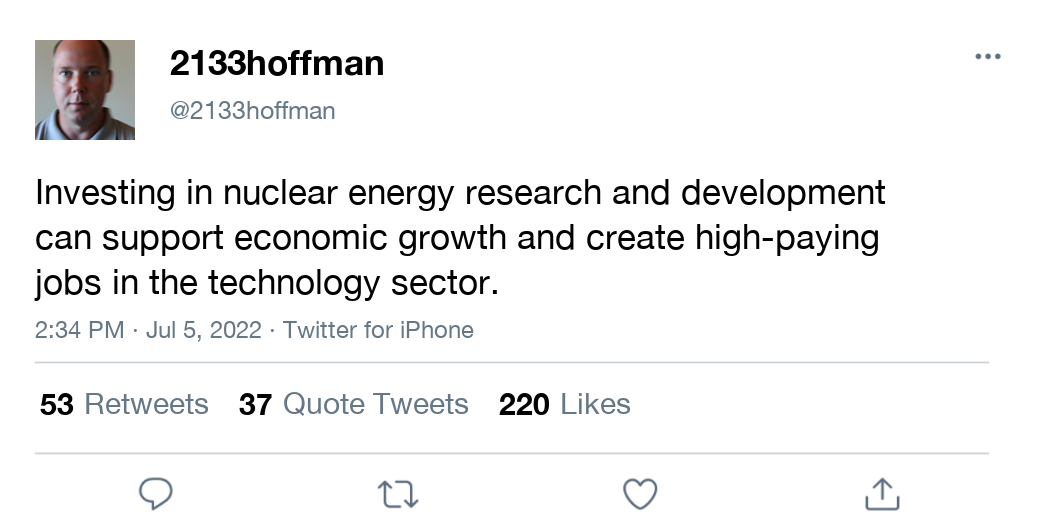 2133hoffman
@2133hoffman
Investing in nuclear energy research and development
can support economic growth and create high-paying
jobs in the technology sector.
2:34 PM · Jul 5, 2022 · Twitter for iPhone
53 Retweets 37 Quote Tweets 220 Likes